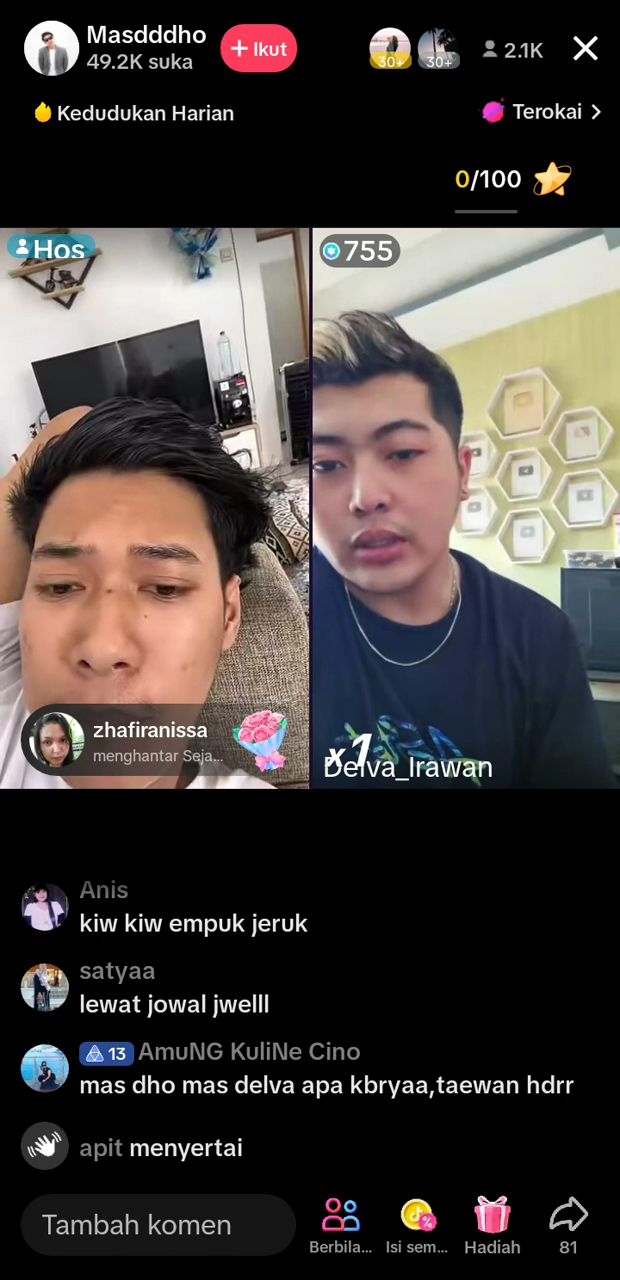 Masdddho
49.2K suka
+ Ikut
30+
30+
2.1K
Kedudukan Harian
Terokai >
0/100
Hos
755
zhafiranissa
menghantar Seja...
x1
Delva_Irawan
Anis
kiw kiw empuk jeruk
satyaa
lewat jowal jwelll
13 AmuNG KuliNe Cino
mas dho mas delva apa kbryaa,taewan hdrr
apit menyertai
Tambah komen
Berbila...
Isi sem...
Hadiah
81